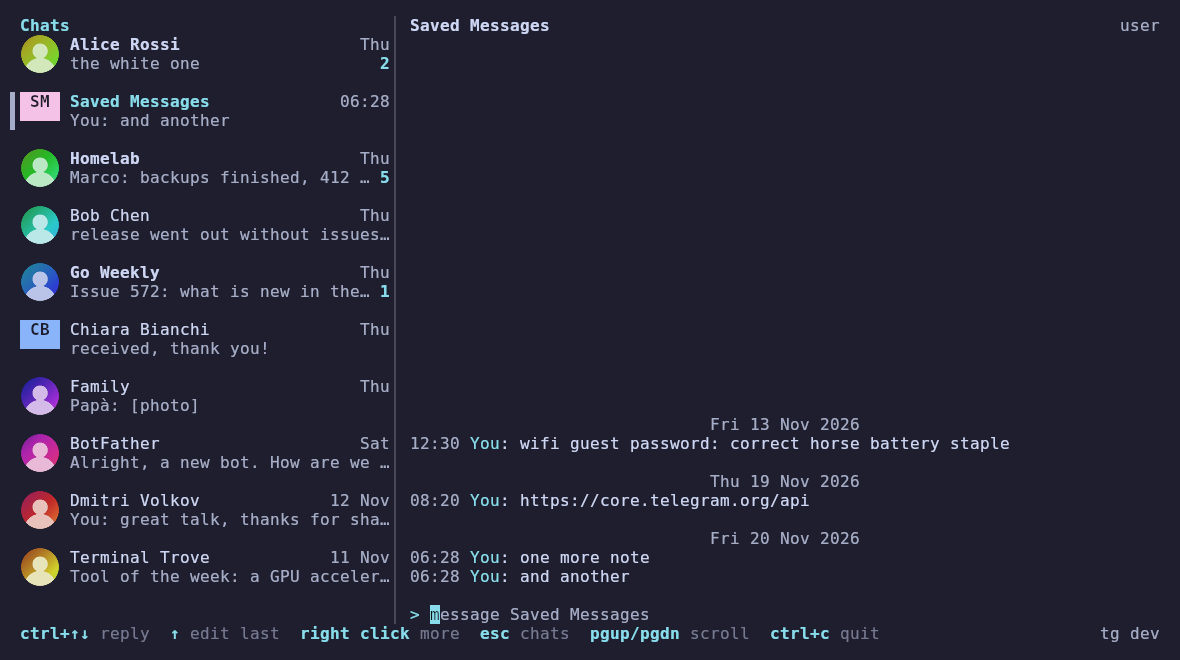 Chats
Alice Rossi Thu
the white one 2
SM Saved Messages 06:28
You: and another
Homelab Thu
Marco: backups finished, 412 … 5
Bob Chen Thu
release went out without issues…
Go Weekly Thu
Issue 572: what is new in the… 1
CB Chiara Bianchi Thu
received, thank you!
Family Thu
Papà: [photo]
BotFather Sat
Alright, a new bot. How are we …
Dmitri Volkov 12 Nov
You: great talk, thanks for sha…
Terminal Trove 11 Nov
Tool of the week: a GPU acceler…
Saved Messages user
Fri 13 Nov 2026
12:30 You: wifi guest password: correct horse battery staple
Thu 19 Nov 2026
08:20 You: https://core.telegram.org/api
Fri 20 Nov 2026
06:28 You: one more note
06:28 You: and another
> message Saved Messages
ctrl+↑↓ reply ↑ edit last right click more esc chats pgup/pgdn scroll ctrl+c quit tg dev